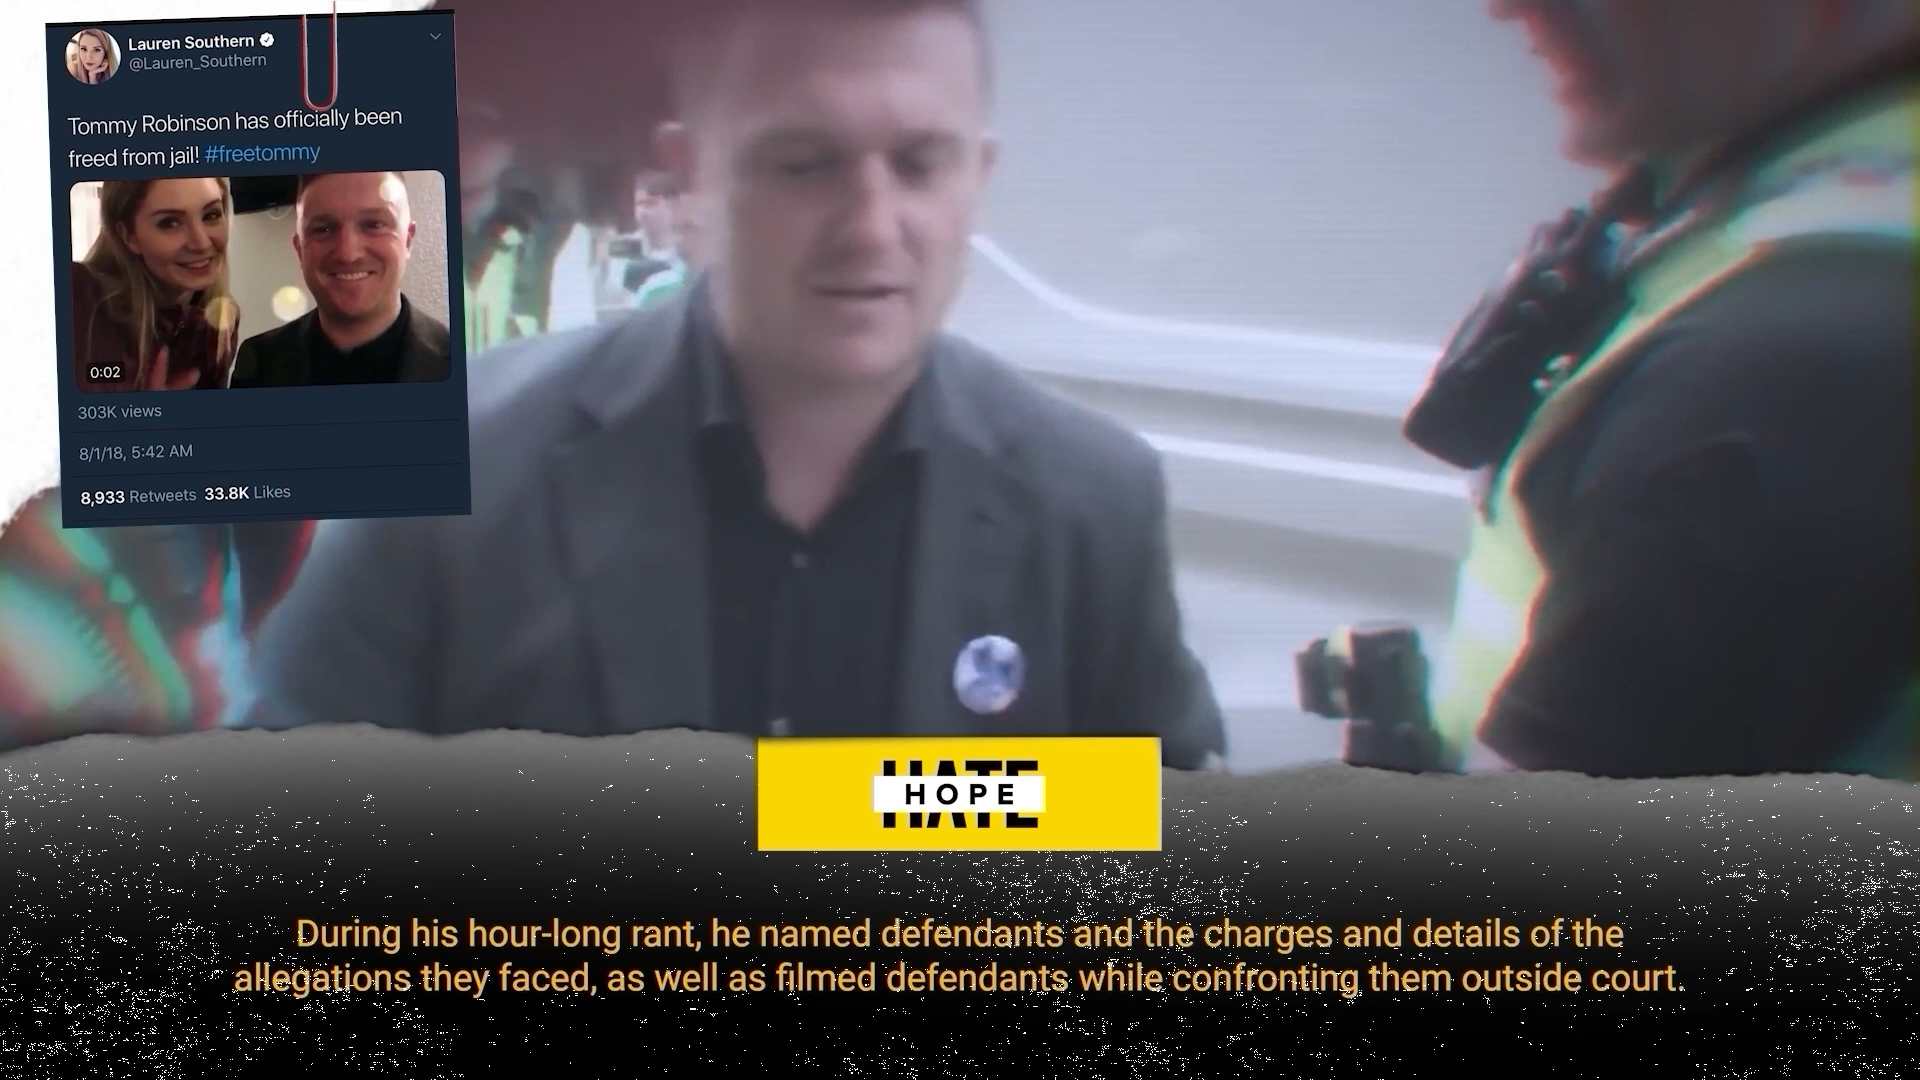 Lauren Southern
@Lauren_Southern
Tommy Robinson has officially been
freed from jail! #freetommy
0:02
303K views
8/1/18, 5:42 AM
8,933 Retweets 33.8K Likes
HATE
HOPE
During his hour-long rant, he named defendants and the charges and details of the
allegations they faced, as well as filmed defendants while confronting them outside court.